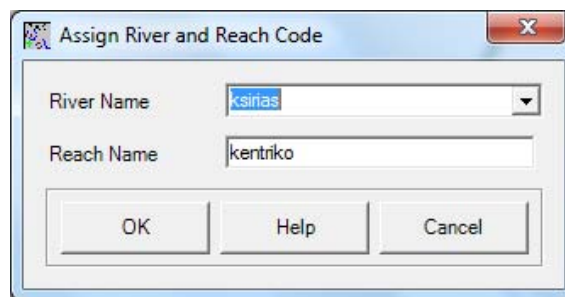 Assign River and Reach Code
River Name ksirias
Reach Name kentriko
OK Help Cancel